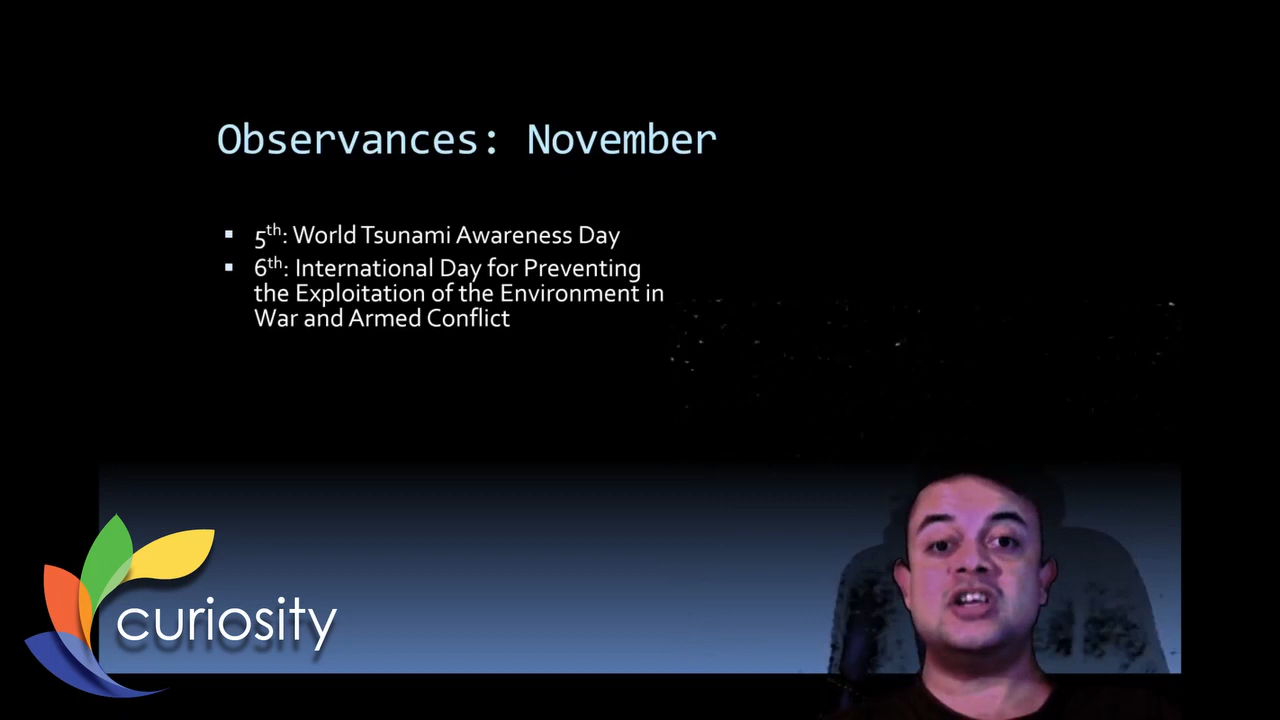 Observances: November
▪ 5th: World Tsunami Awareness Day
▪ 6th: International Day for Preventing
the Exploitation of the Environment in
War and Armed Conflict
curiosity